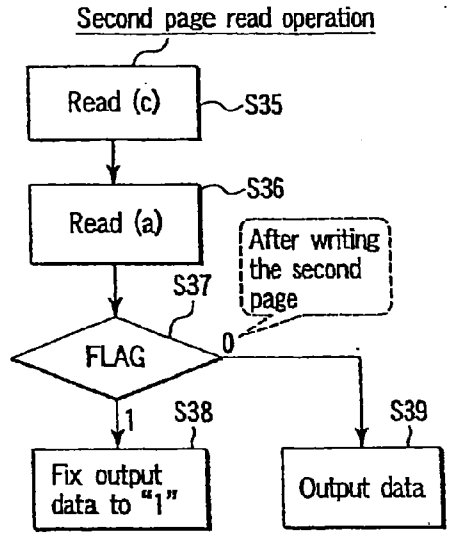 Second page read operation
Read (c)
S35
Read (a)
S36
After writing
the second
page
S37
FLAG
0
1
S38
Fix output
data to "1"
S39
Output data